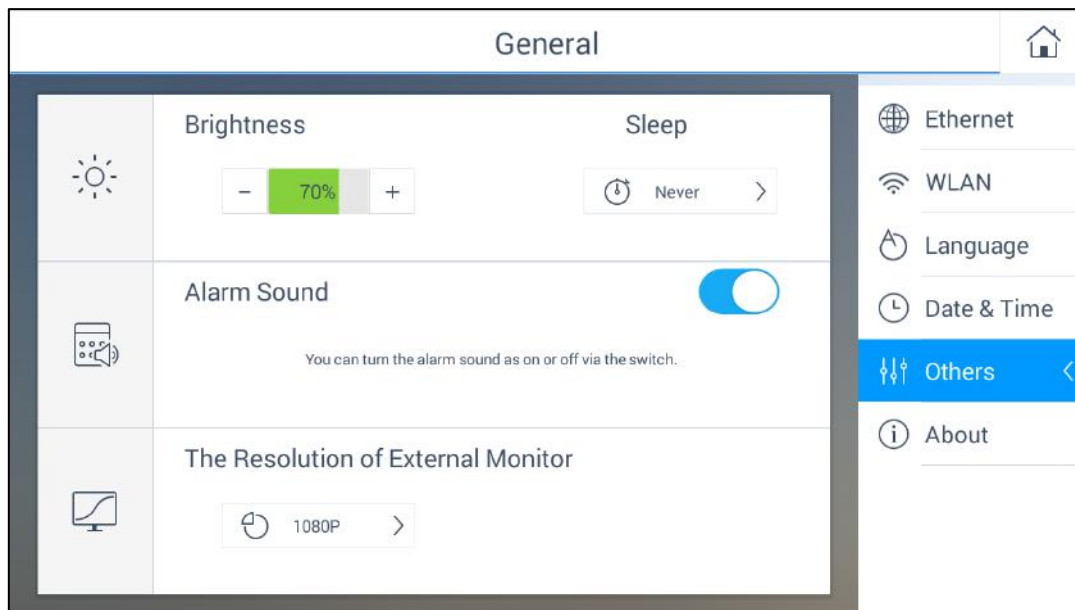 General
Brightness
Sleep
- 70% +
Never
Alarm Sound
You can turn the alarm sound as on or off via the switch.
The Resolution of External Monitor
1080P
Ethernet
WLAN
Language
Date & Time
Others
About